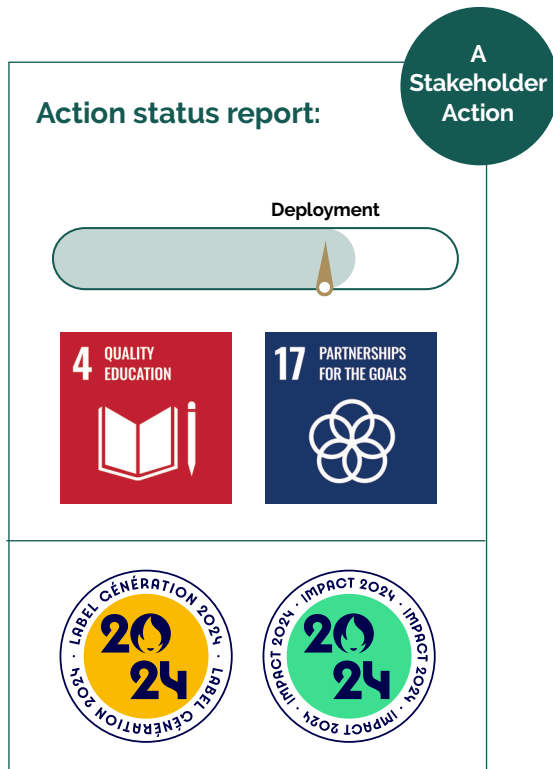 A
Stakeholder
Action
Action status report:
Deployment
4 QUALITY
EDUCATION
17 PARTNERSHIPS
FOR THE GOALS
LABEL GÉNÉRATION 2024 · LABEL GÉNÉRATION 2024 ·
20
24
IMPACT 2024 · IMPACT 2024 · IMPACT 2024 · IMPACT 2024 ·
20
24